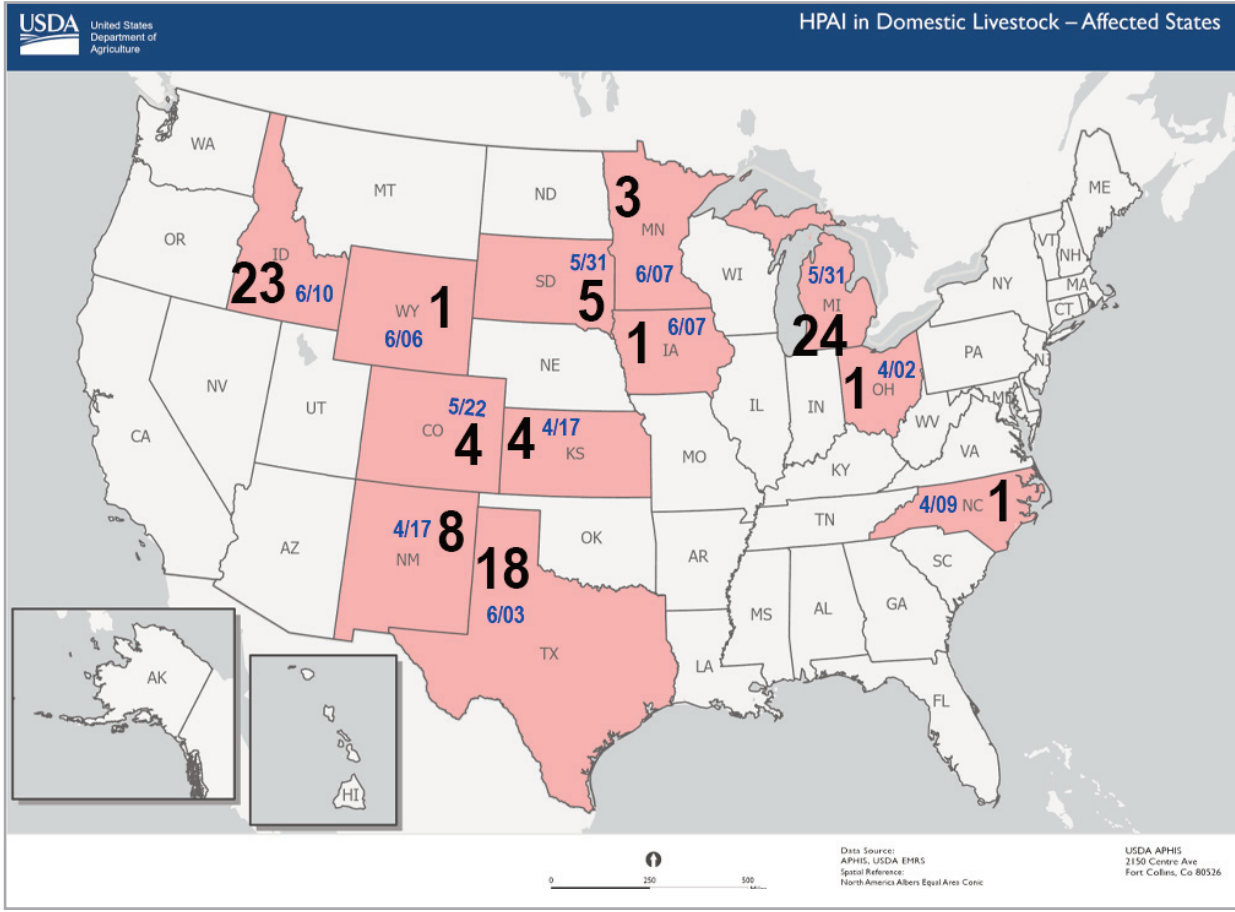 USDA
United States
Department of
Agriculture
HPAI in Domestic Livestock – Affected States
WA
MT
ND
3
MN
6/07
ME
VT
NH
OR
ID
23
6/10
WY
1
6/06
5/31
SD
5
WI
5/31
MI
24
NY
MA
CT
6/07
1
IA
PA
NJ
NV
UT
NE
IL
IN
4/02
1
OH
MD
WV
CA
5/22
CO
4
4
4/17
KS
MO
KY
VA
4/09
NC
1
TN
AZ
4/17
8
NM
18
6/03
TX
OK
AR
SC
MS
AL
GA
LA
FL
AK
HI
0
250
500
Data Source:
APHIS, USDA EMRS
Spatial Reference:
North America Albers Equal Area Conic
USDA APHIS
2150 Centre Ave
Fort Collins, Co 80526